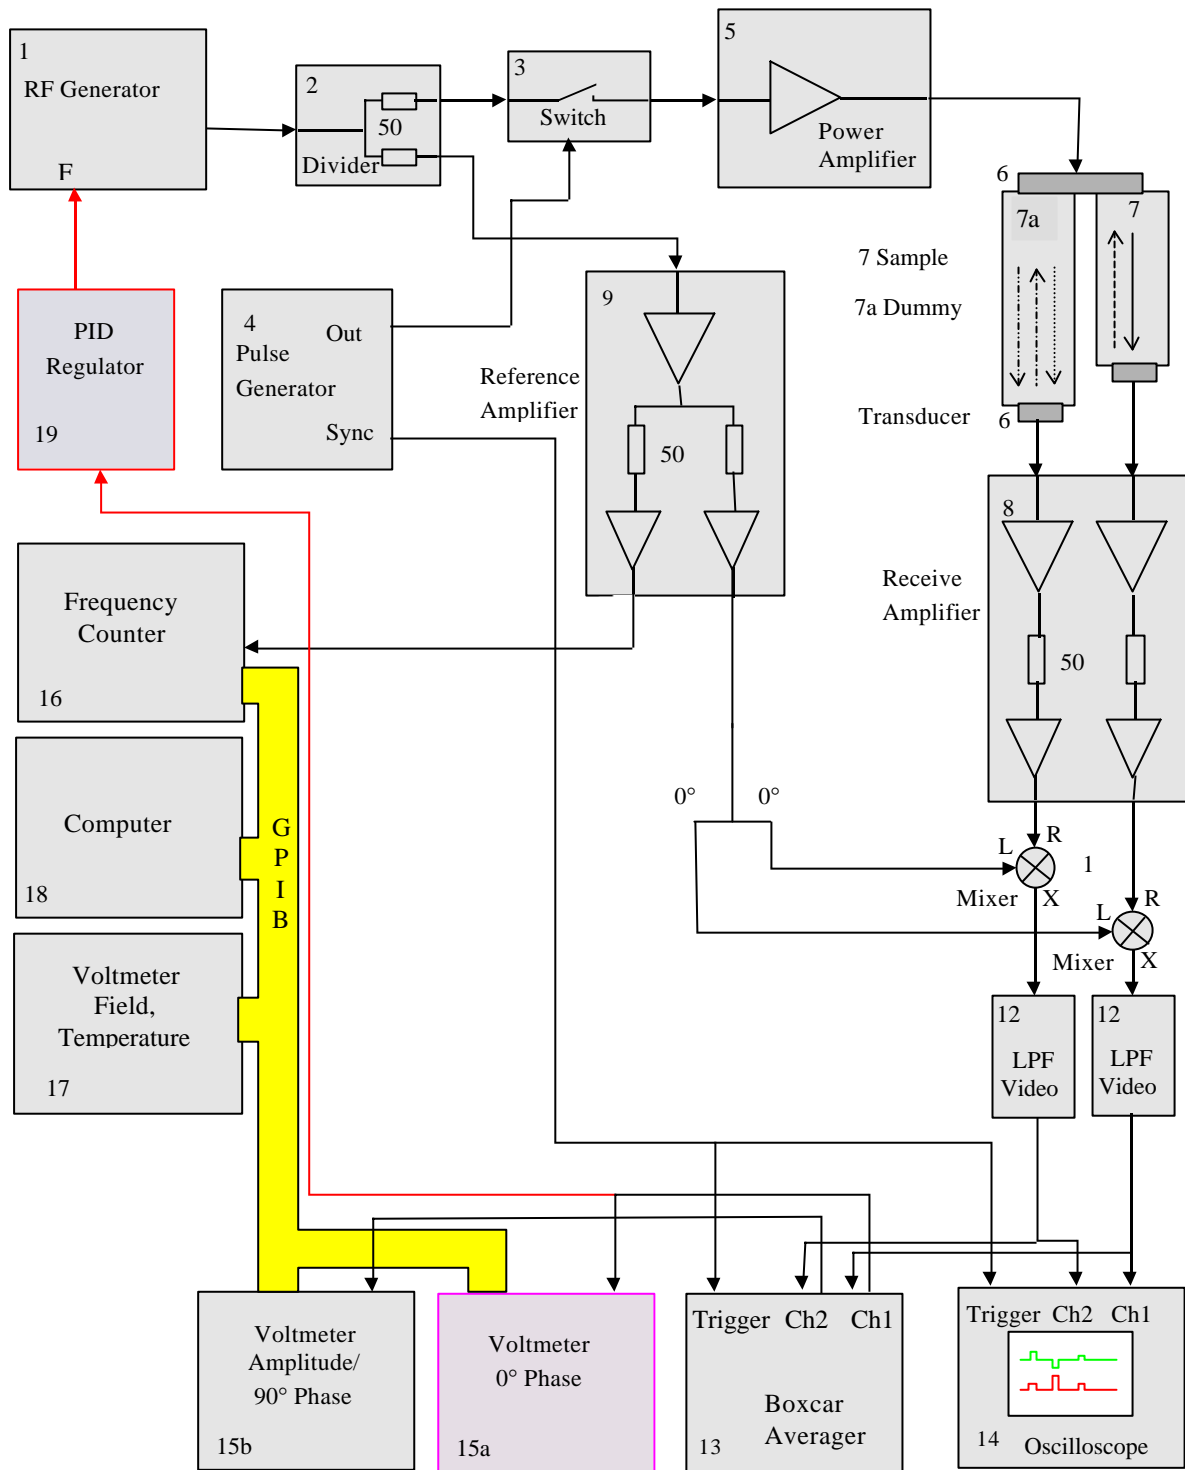 1
RF Generator
F
2
50
Divider
3
Switch
5
Power
Amplifier
6
7a
7
7 Sample
7a Dummy
Transducer
6
PID
Regulator
19
4
Out
Pulse
Generator
Sync
9
Reference
Amplifier
50
8
Receive
Amplifier
50
Frequency
Counter
16
Computer
18
G
P
I
B
Voltmeter
Field,
Temperature
17
0°
0°
L
R
1
Mixer
X
L
R
Mixer
X
12
LPF
Video
12
LPF
Video
Voltmeter
Amplitude/
90° Phase
15b
Voltmeter
0° Phase
15a
Trigger Ch2 Ch1
Boxcar
Averager
13
Trigger Ch2 Ch1
14
Oscilloscope